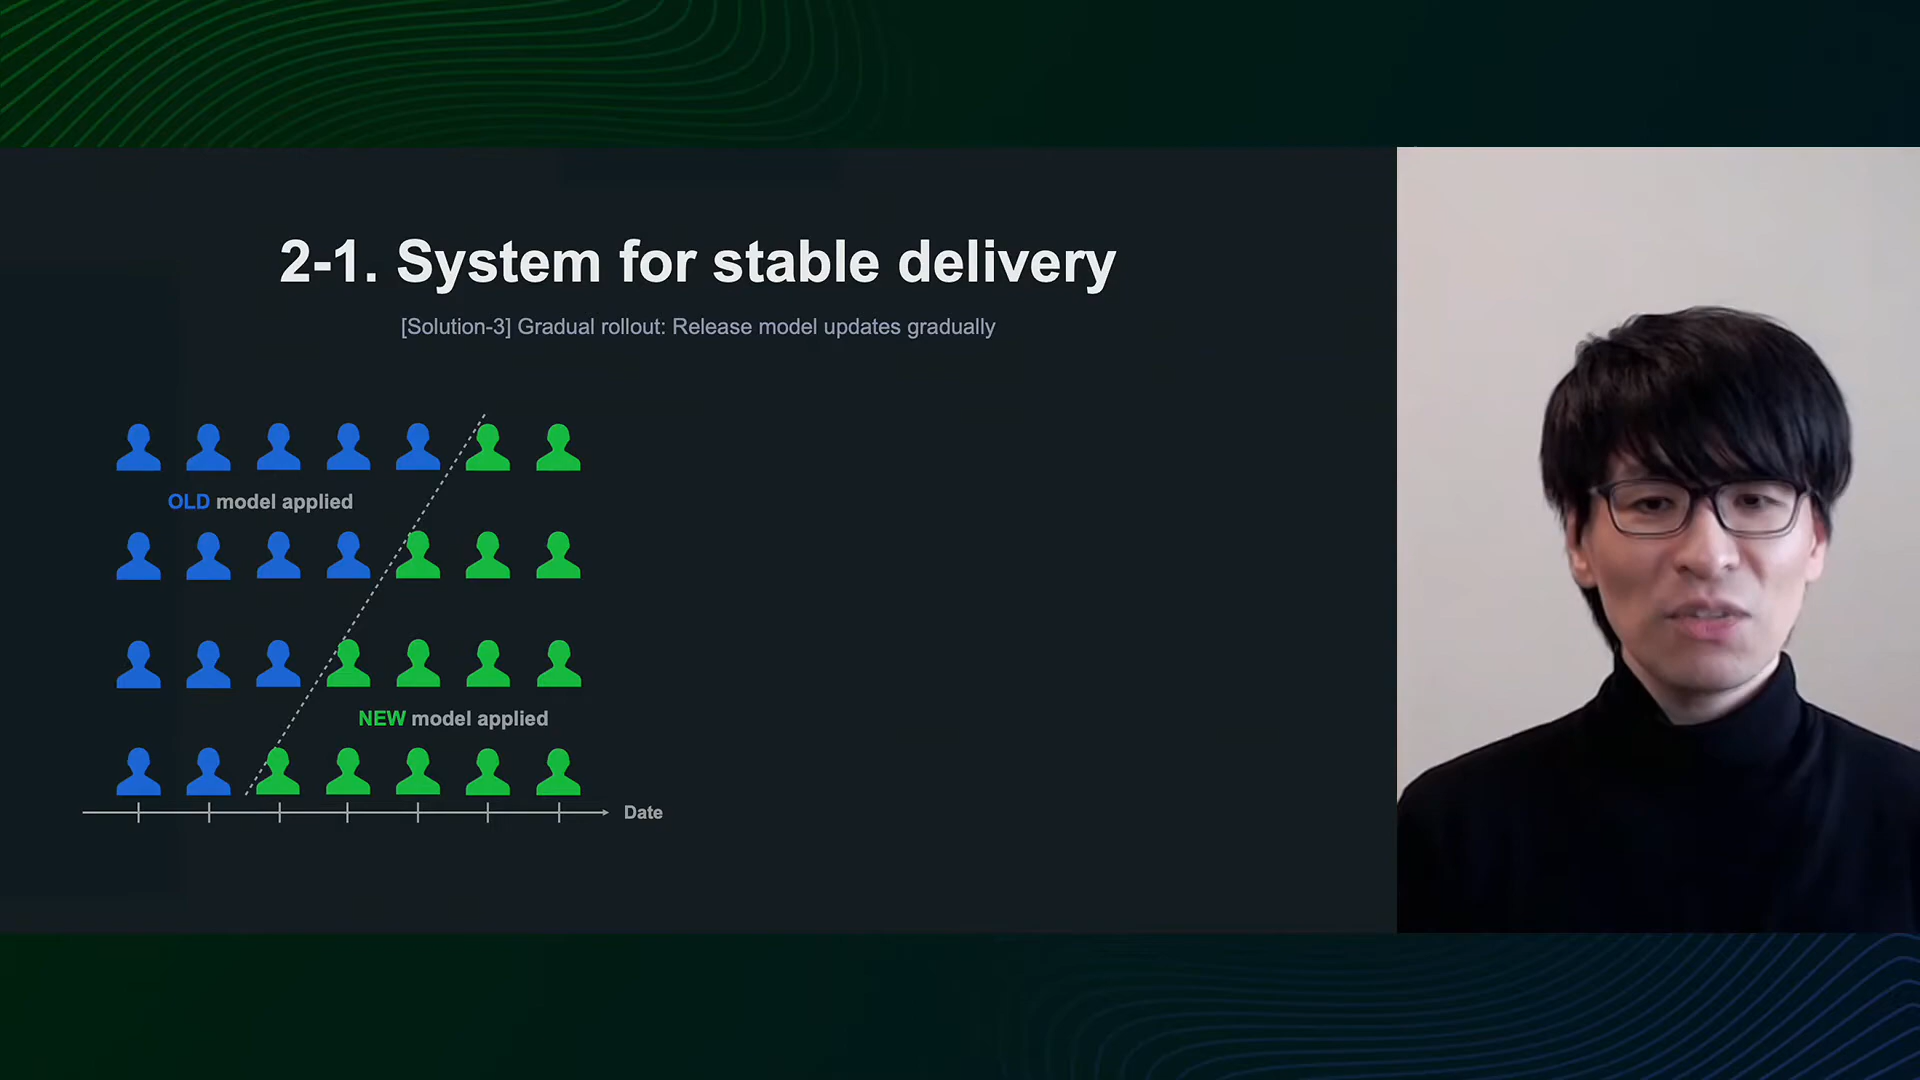 2-1. System for stable delivery
[Solution-3] Gradual rollout: Release model updates gradually
OLD model applied
NEW model applied
Date